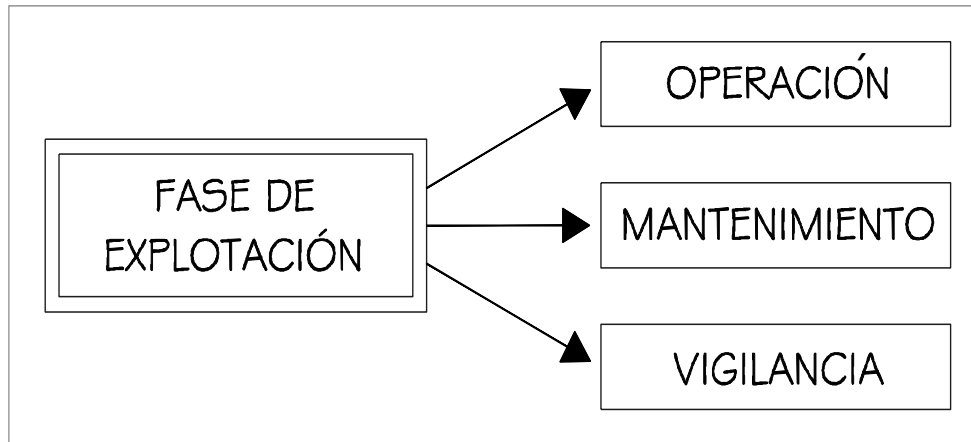 FASE DE
EXPLOTACIÓN
OPERACIÓN
MANTENIMIENTO
VIGILANCIA